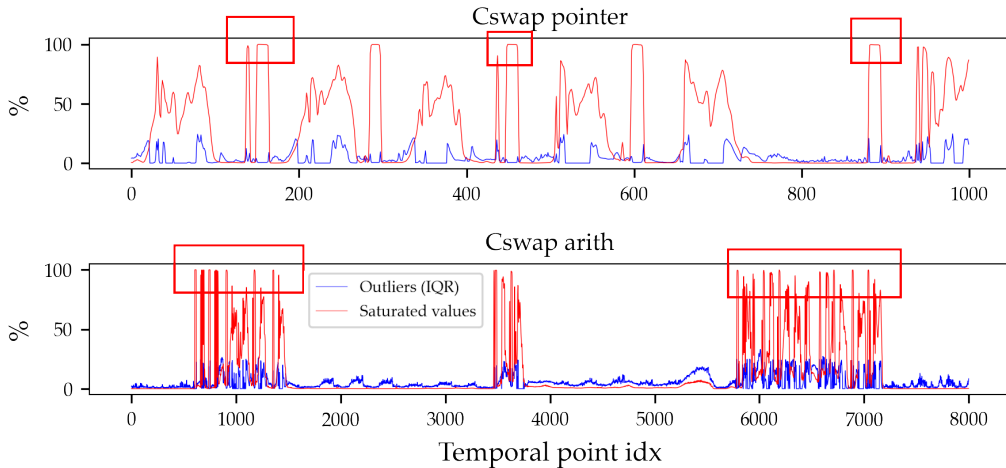 Cswap pointer
100
50
0
%
0 200 400 600 800 1000
Cswap arith
100
50
0
%
Outliers (IQR)
Saturated values
0 1000 2000 3000 4000 5000 6000 7000 8000
Temporal point idx